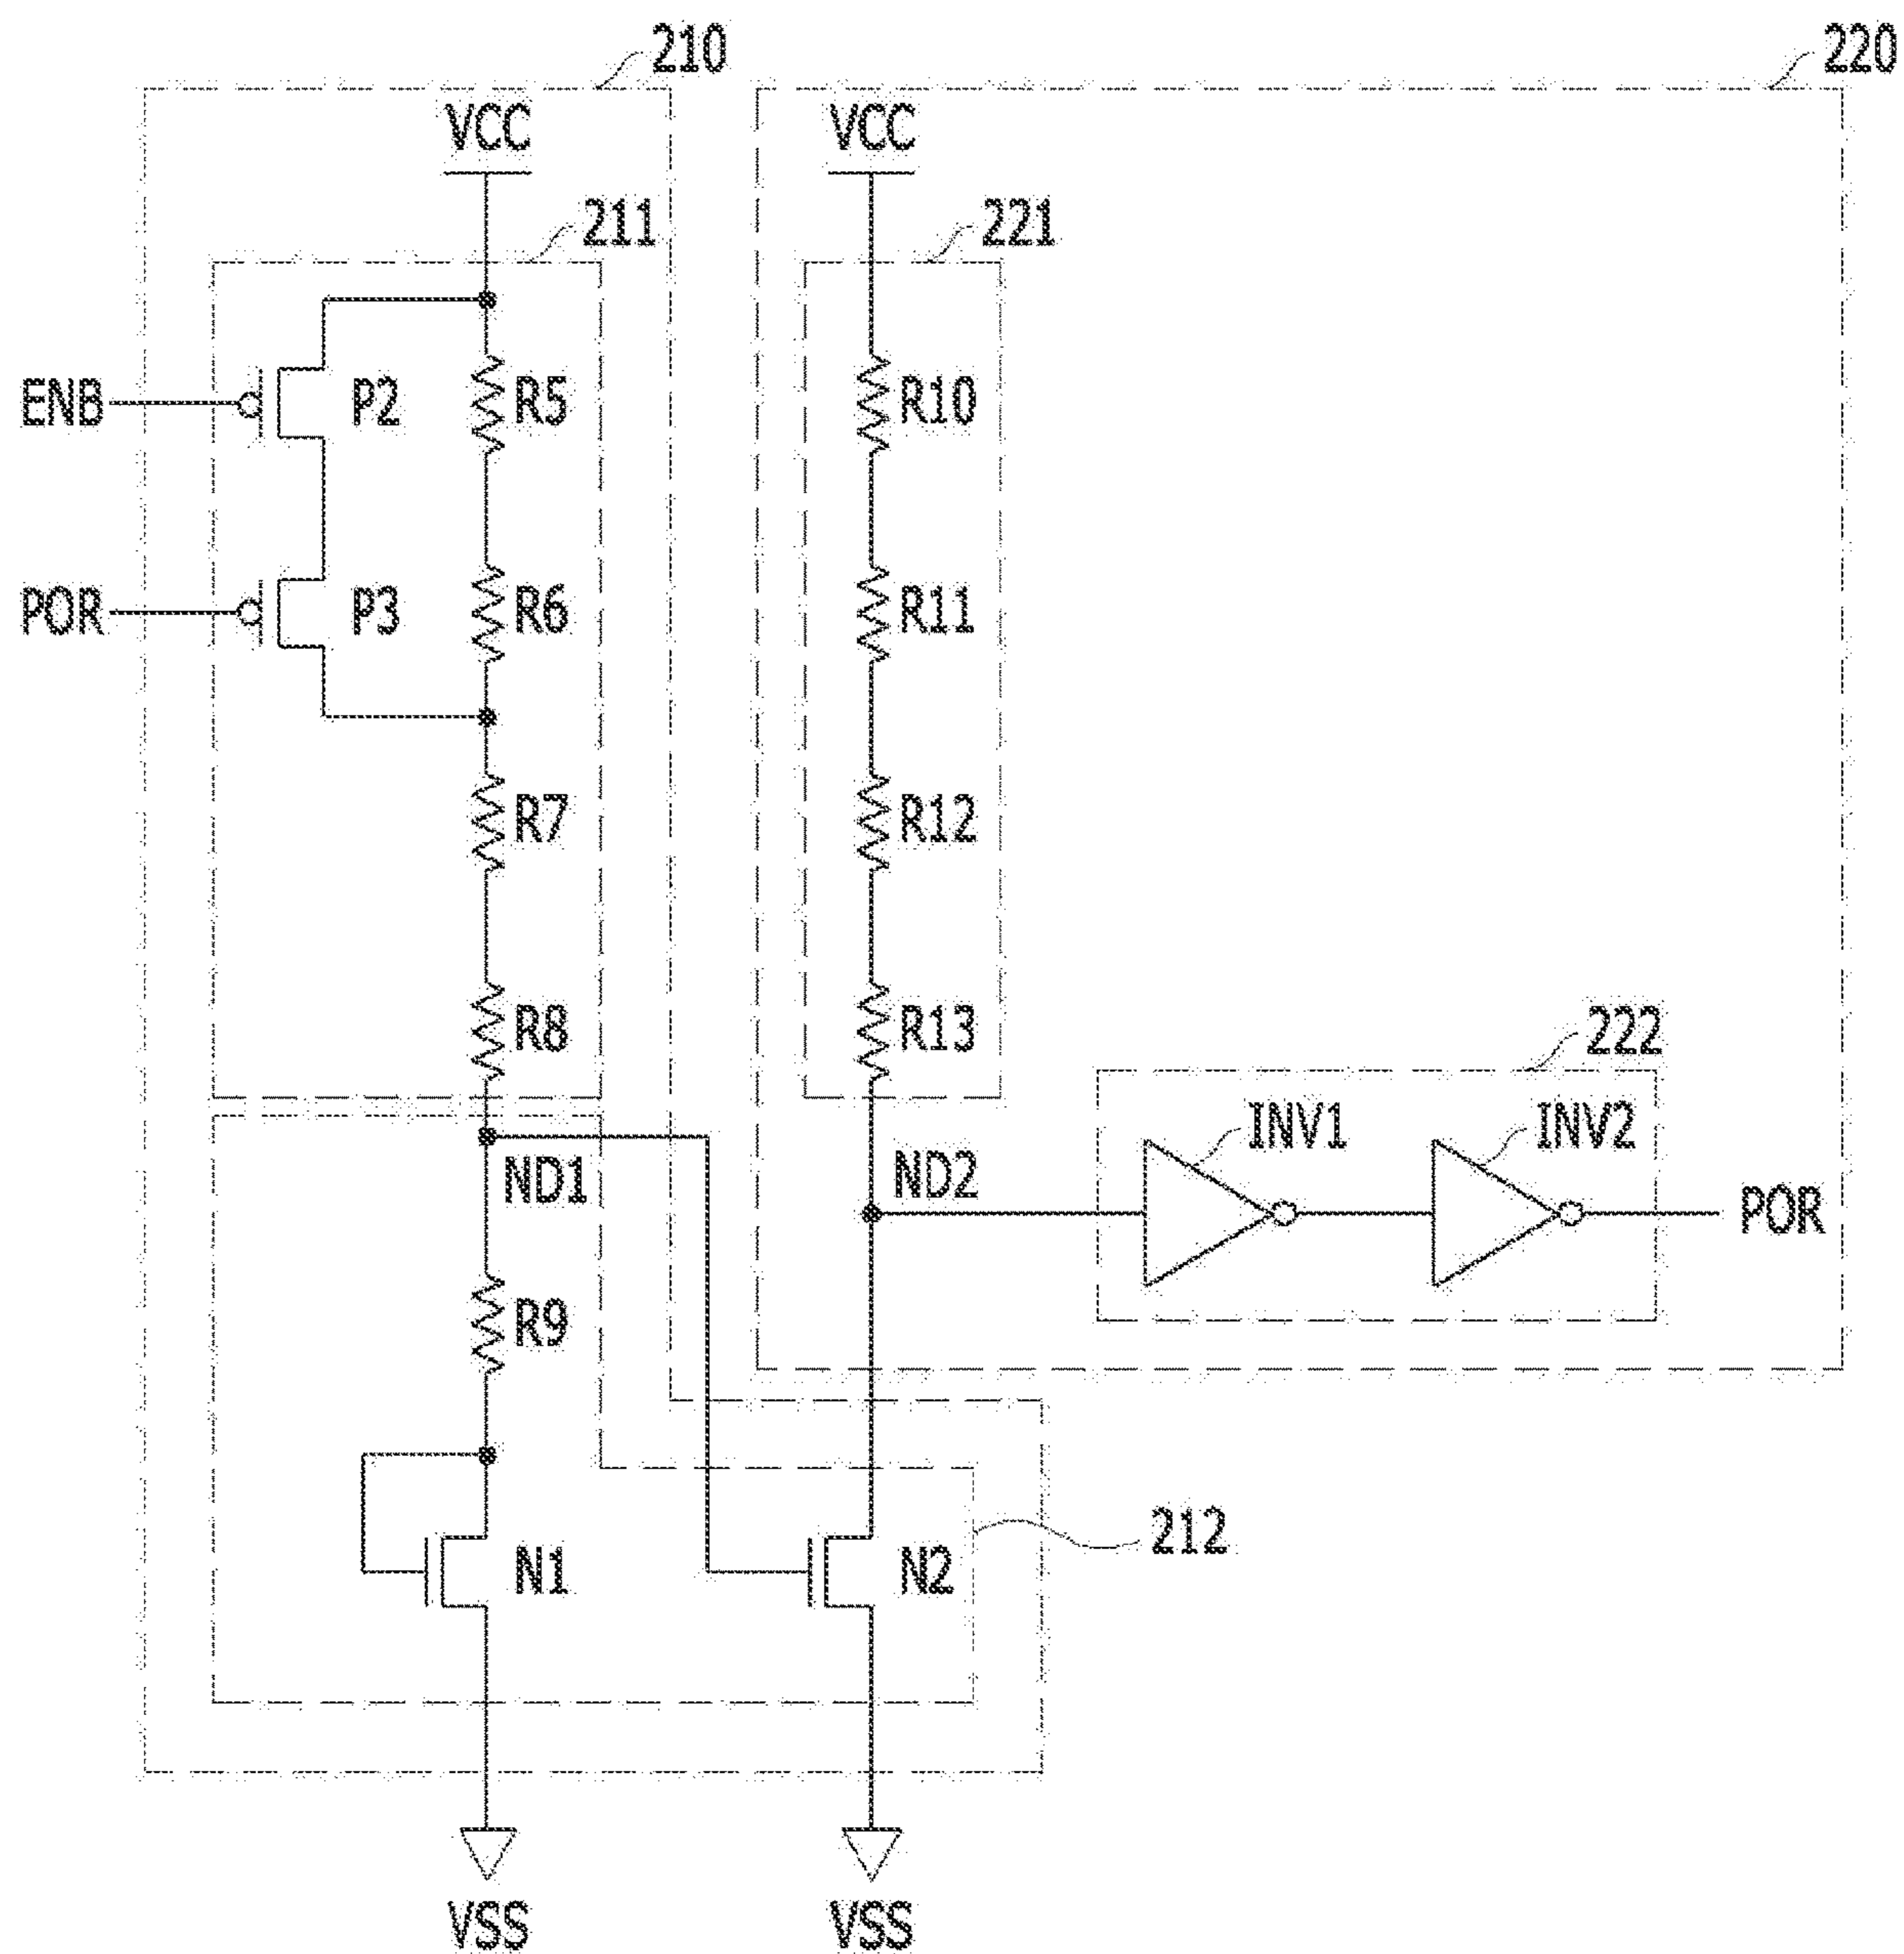 210
220
VCC
VCC
211
221
ENB
P2
R5
R10
POR
P3
R6
R11
R7
R12
R8
R13
222
INV1
INV2
ND1
ND2
POR
R9
212
N1
N2
VSS
VSS